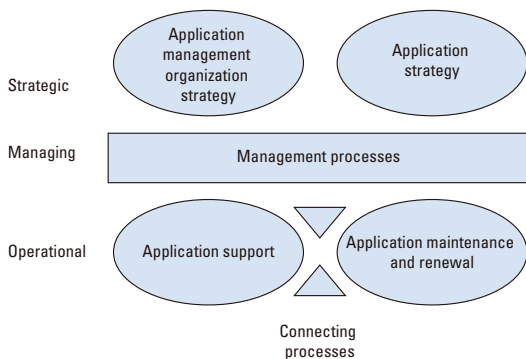 Application
management
organization
strategy
Application
strategy
Strategic
Managing
Management processes
Operational
Application support
Application maintenance
and renewal
Connecting
processes